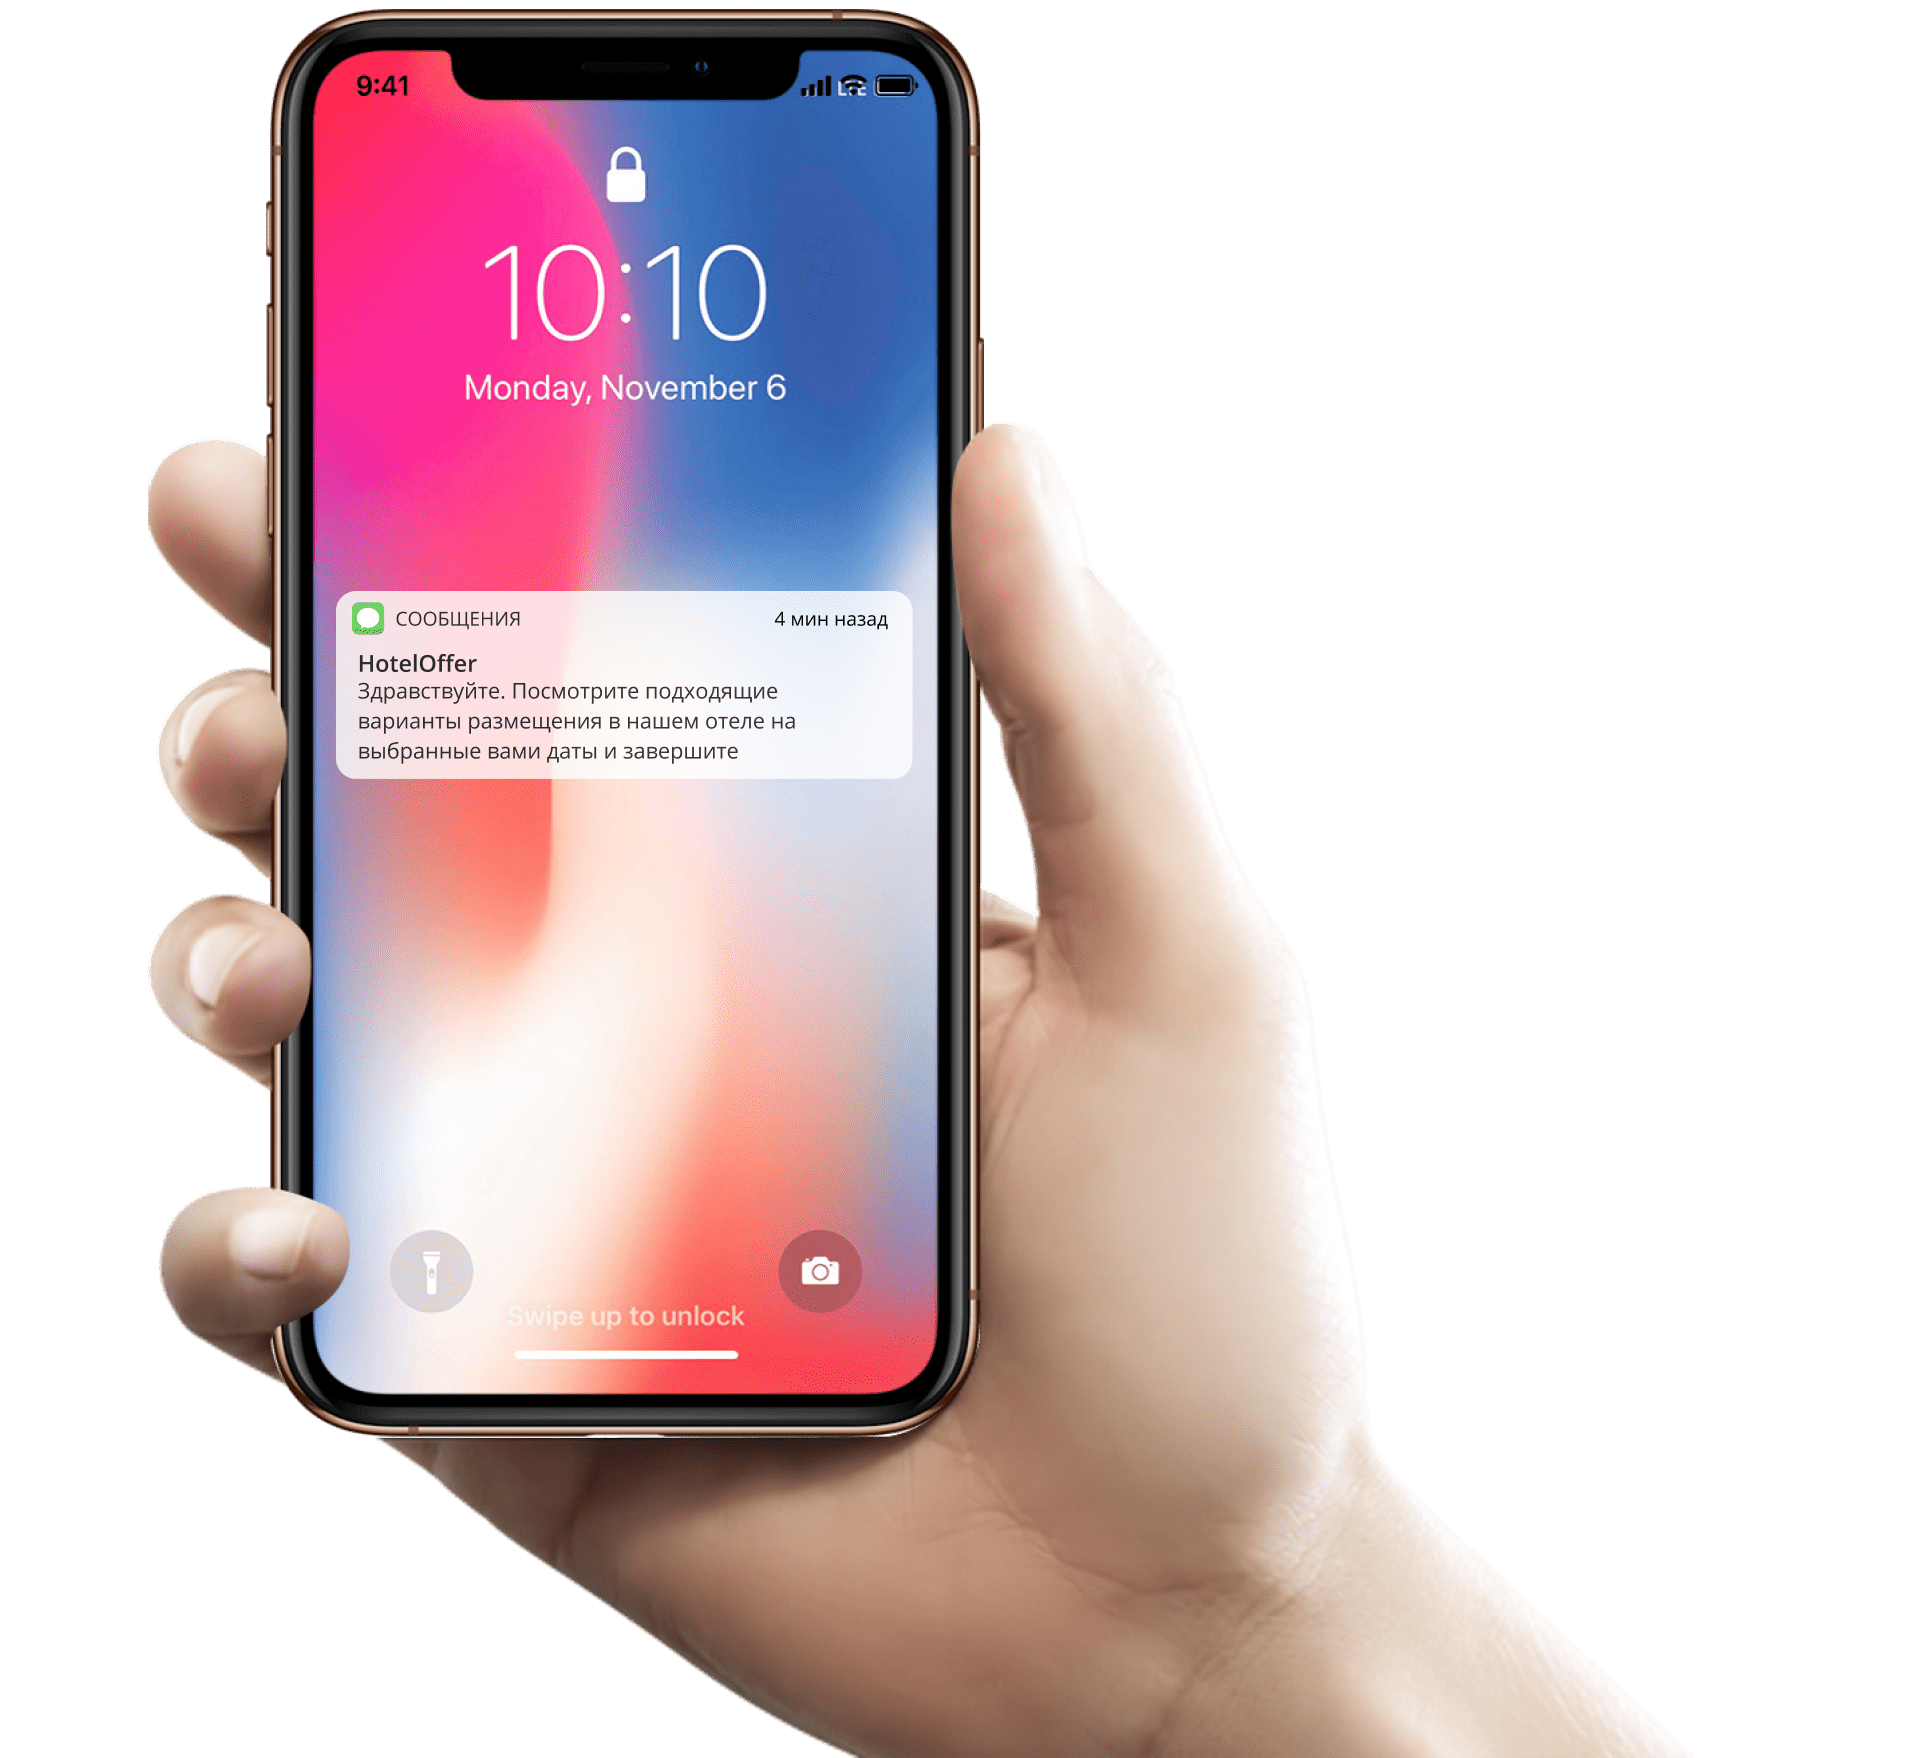 9:41
LTE
10:10
Monday, November 6
СООБЩЕНИЯ
4 мин назад
HotelOffer
Здравствуйте. Посмотрите подходящие
варианты размещения в нашем отеле на
выбранные вами даты и завершите
Swipe up to unlock